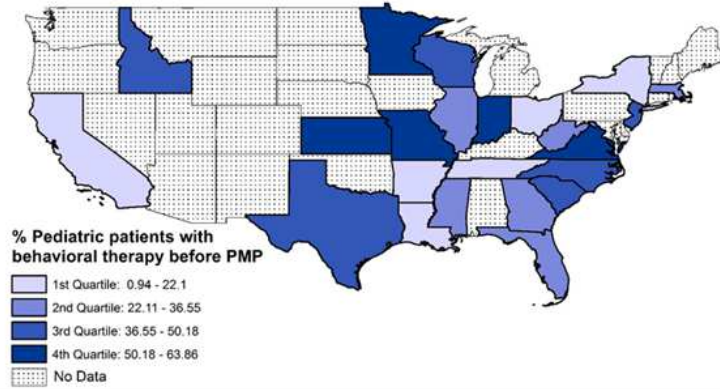 % Pediatric patients with
behavioral therapy before PMP
1st Quartile: 0.94 - 22.1
2nd Quartile: 22.11 - 36.55
3rd Quartile: 36.55 - 50.18
4th Quartile: 50.18 - 63.86
No Data